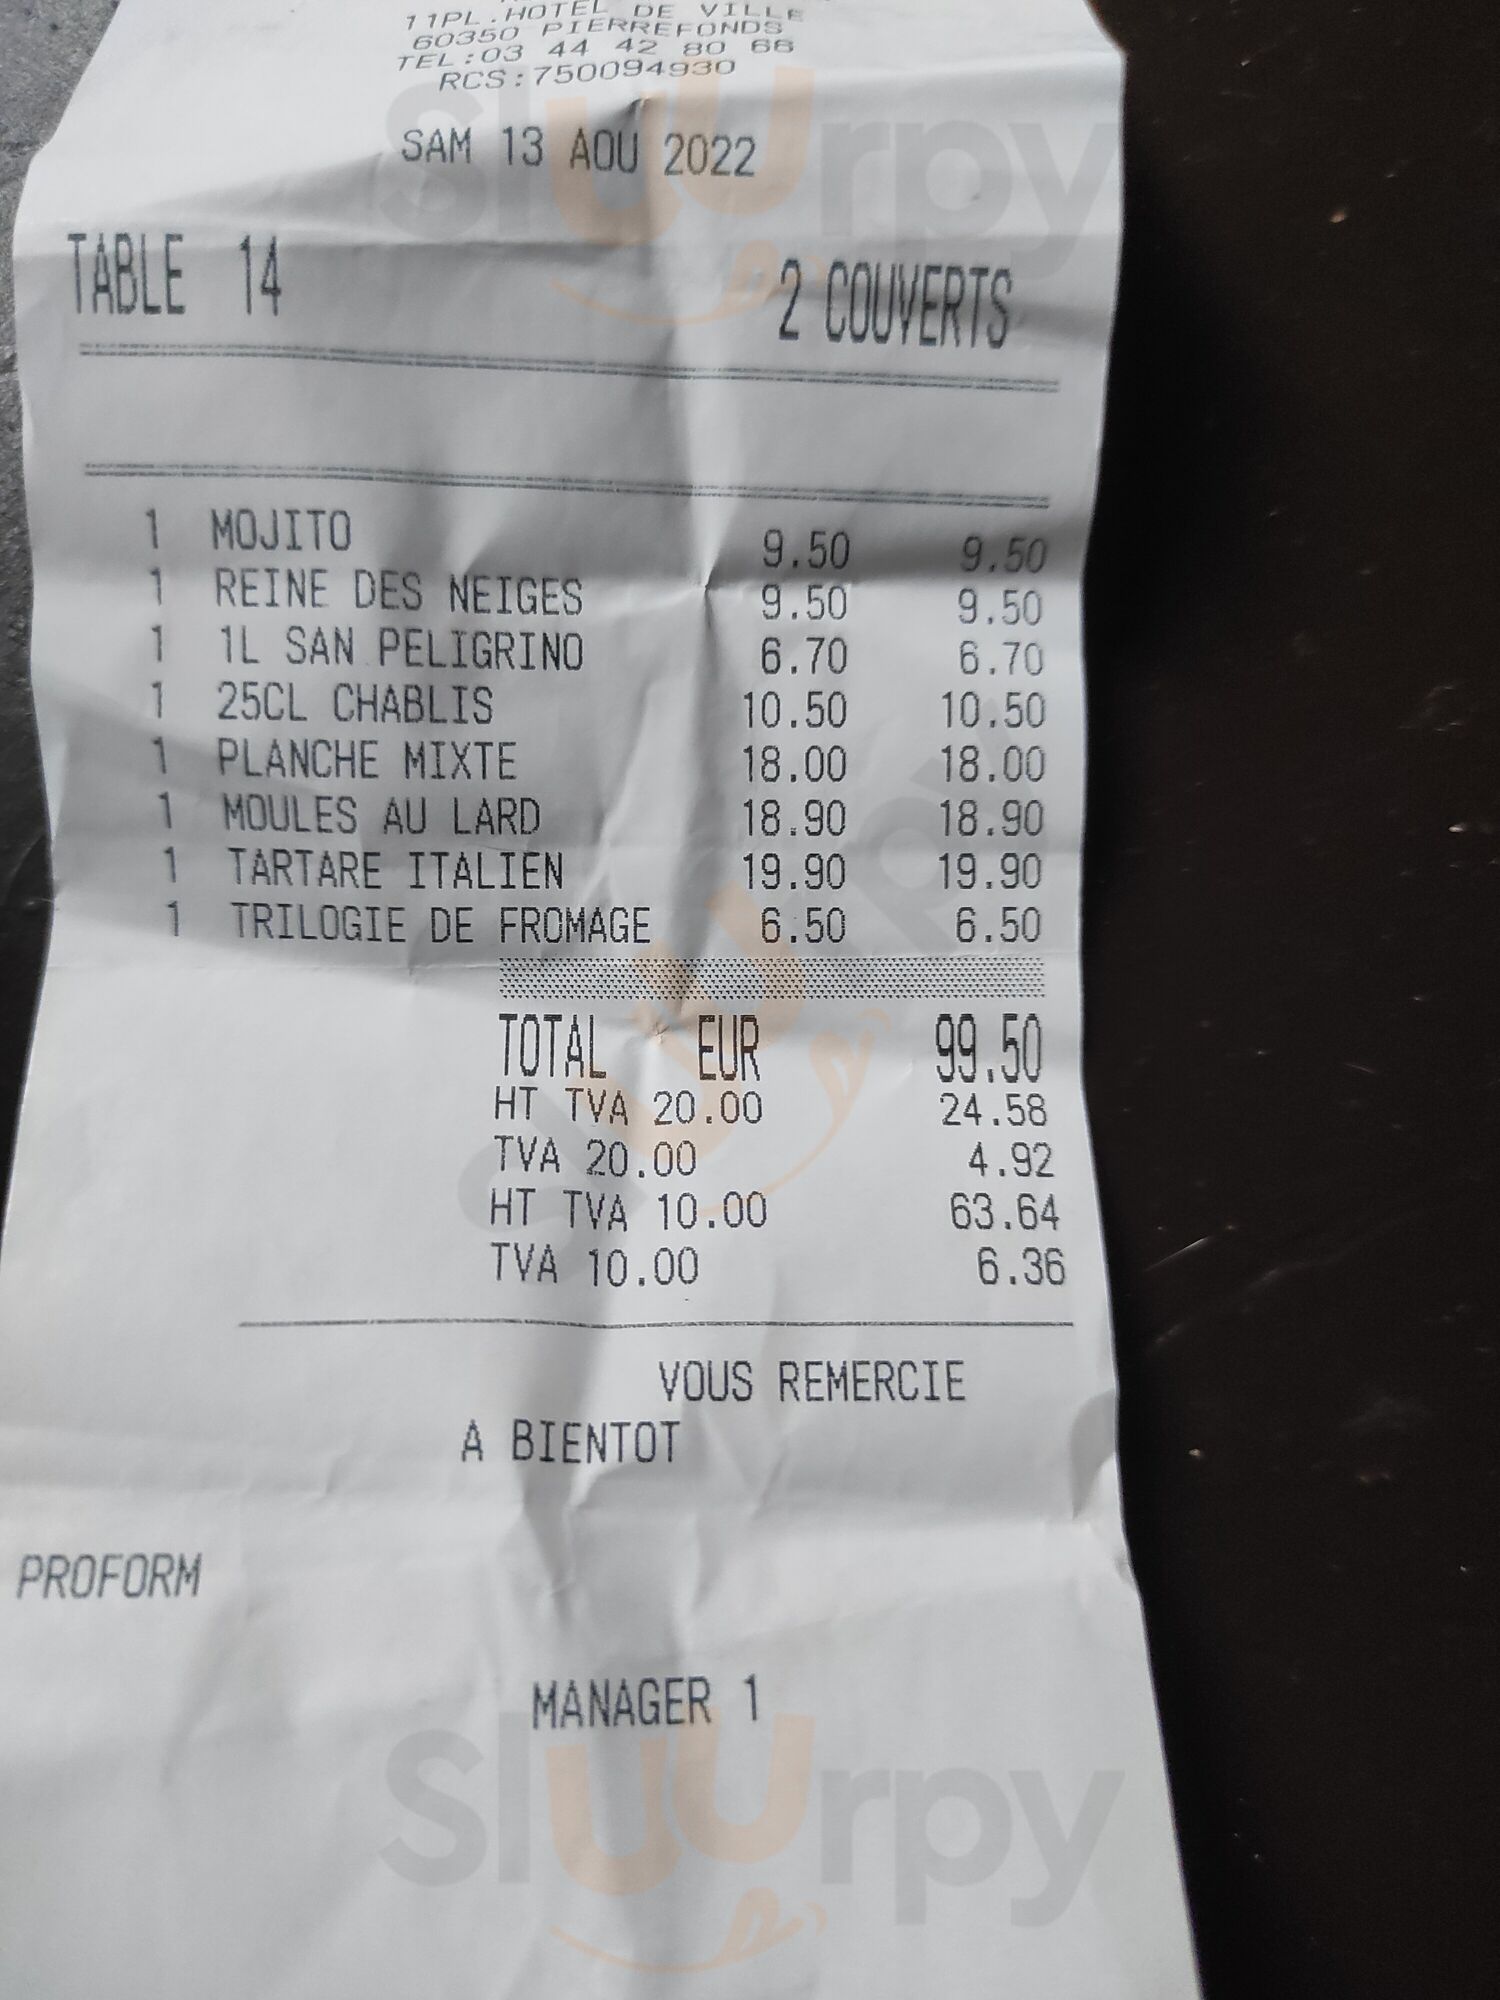 11PL.HOTEL DE VILLE
60350 PIERREFONDS
TEL:03 44 42 80 66
RCS:750094930
SAM 13 AOU 2022
TABLE 14 2 COUVERTS
1 MOJITO 9.50 9.50
1 REINE DES NEIGES 9.50 9.50
1 1L SAN PELIGRINO 6.70 6.70
1 25CL CHABLIS 10.50 10.50
1 PLANCHE MIXTE 18.00 18.00
1 MOULES AU LARD 18.90 18.90
1 TARTARE ITALIEN 19.90 19.90
1 TRILOGIE DE FROMAGE 6.50 6.50
TOTAL EUR 99.50
HT TVA 20.00 24.58
TVA 20.00 4.92
HT TVA 10.00 63.64
TVA 10.00 6.36
VOUS REMERCIE
A BIENTOT
PROFORM
MANAGER 1
Sluurpy
Sluurpy
Sluurpy